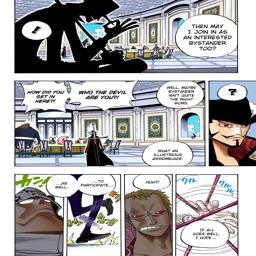 !
THEN MAY
I JOIN IN AS
AN INTERESTED
BYSTANDER
TOO?
HOW DID YOU
GET IN
HERE?!
WHO THE DEVIL
ARE YOU?!
WELL, MAYBE
BYSTANDER
ISN'T QUITE
THE RIGHT
WORD.
WHAT AN
ILLUSTRIOUS
ASSEMBLAGE.
?
...AS
WELL.
TO
PARTICIPATE...
HUH?!
IF ALL
GOES WELL,
I HOPE...